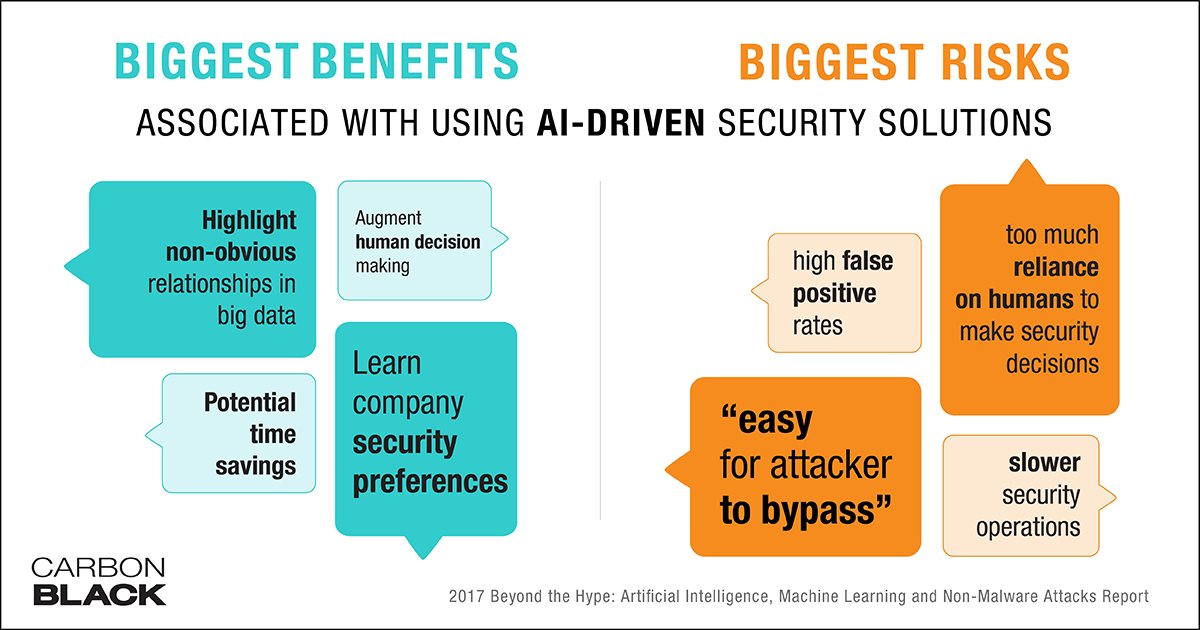 BIGGEST BENEFITS
BIGGEST RISKS
ASSOCIATED WITH USING AI-DRIVEN SECURITY SOLUTIONS
Highlight
non-obvious
relationships in
big data
Augment
human decision
making
Potential
time
savings
Learn
company
security
preferences
high false
positive
rates
too much
reliance
on humans to
make security
decisions
“easy
for attacker
to bypass”
slower
security
operations
CARBON
BLACK
2017 Beyond the Hype: Artificial Intelligence, Machine Learning and Non-Malware Attacks Report